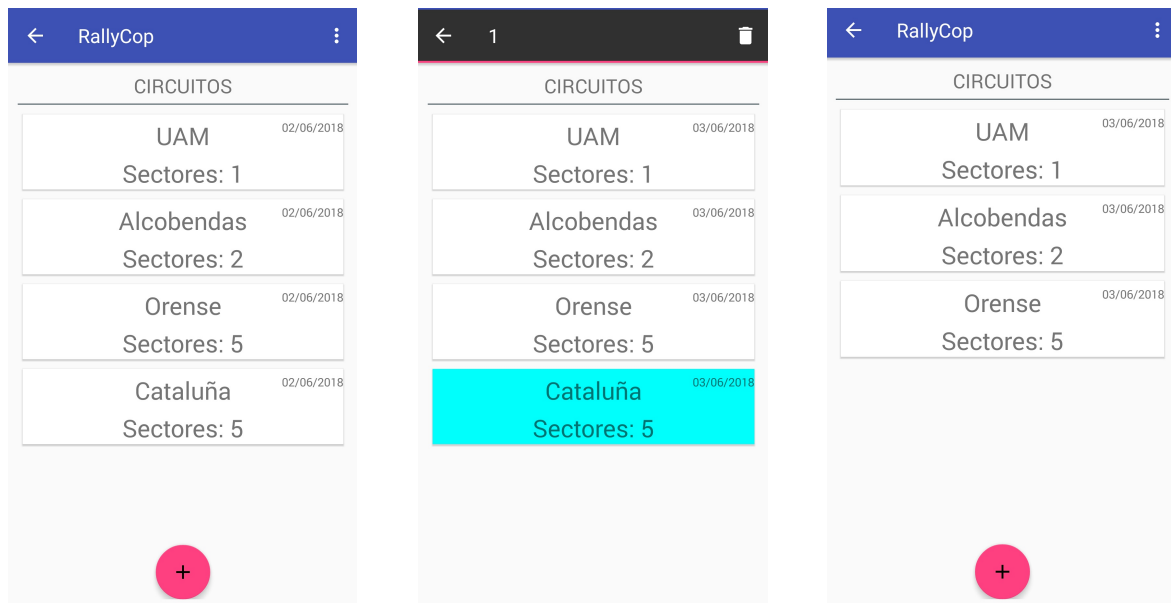 RallyCop
CIRCUITOS
UAM
02/06/2018
Sectores: 1
Alcobendas
02/06/2018
Sectores: 2
Orense
02/06/2018
Sectores: 5
Cataluña
02/06/2018
Sectores: 5
+
1
CIRCUITOS
UAM
03/06/2018
Sectores: 1
Alcobendas
03/06/2018
Sectores: 2
Orense
03/06/2018
Sectores: 5
Cataluña
03/06/2018
Sectores: 5
RallyCop
CIRCUITOS
UAM
03/06/2018
Sectores: 1
Alcobendas
03/06/2018
Sectores: 2
Orense
03/06/2018
Sectores: 5
+